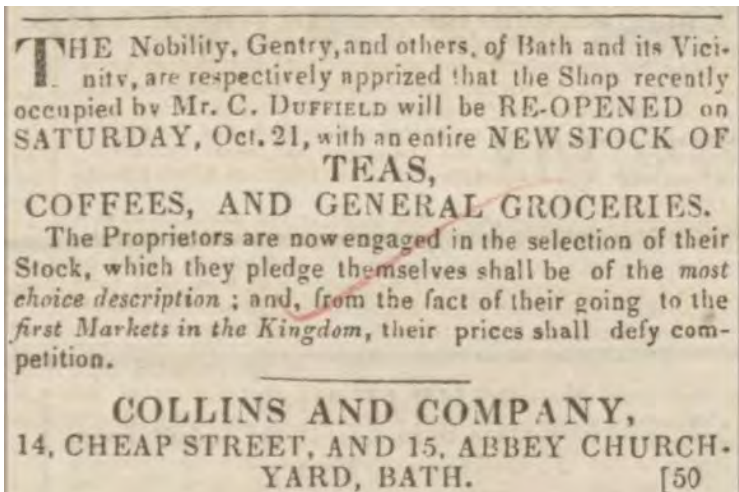 THE Nobility, Gentry, and others, of Bath and its Vici-
nity, are respectively apprized that the Shop recently
occupied by Mr. C. DUFFIELD will be RE-OPENED on
SATURDAY, Oct. 21, with an entire NEW STOCK OF
TEAS,
COFFEES, AND GENERAL GROCERIES.
The Proprietors are now engaged in the selection of their
Stock, which they pledge themselves shall be of the most
choice description ; and, from the fact of their going to the
first Markets in the Kingdom, their prices shall defy com-
petition.
COLLINS AND COMPANY,
14, CHEAP STREET, AND 15, ABBEY CHURCH-
YARD, BATH. [50